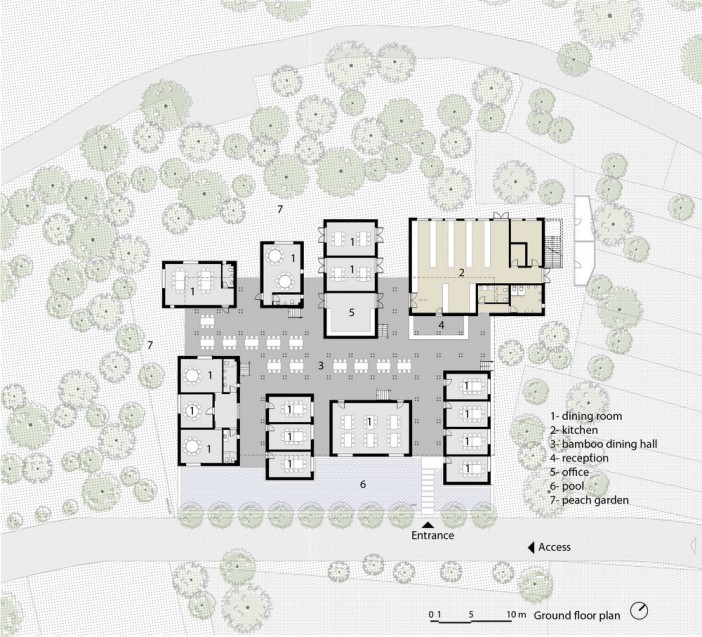 7
1
1
1
1
2
5
4
7
3
1
1
1
1
1
1
1
1
1
1
1
1
6
1- dining room
2- kitchen
3- bamboo dining hall
4- reception
5- office
6- pool
7- peach garden
Entrance
Access
0 1 5 10 m Ground floor plan